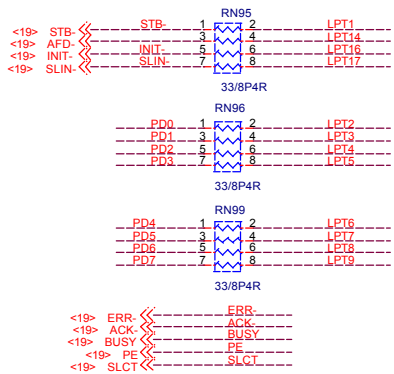 RN95
<19> STB- STB- 1 2 LPT1
<19> AFD- 3 4 LPT14
<19> INIT- INIT- 5 6 LPT16
<19> SLIN- SLIN- 7 8 LPT17
33/8P4R
RN96
PD0 1 2 LPT2
PD1 3 4 LPT3
PD2 5 6 LPT4
PD3 7 8 LPT5
33/8P4R
RN99
PD4 1 2 LPT6
PD5 3 4 LPT7
PD6 5 6 LPT8
PD7 7 8 LPT9
33/8P4R
<19> ERR- ERR-
<19> ACK- ACK-
<19> BUSY BUSY
<19> PE PE
<19> SLCT SLCT